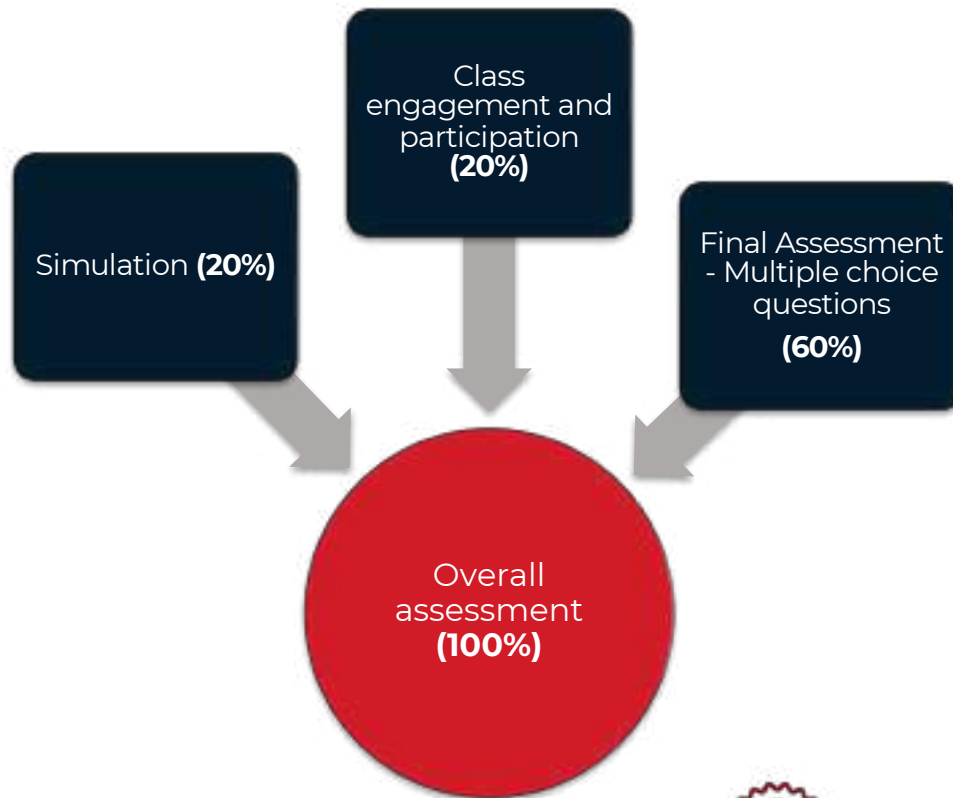 Class
engagement and
participation
(20%)
Simulation (20%)
Final Assessment
- Multiple choice
questions
(60%)
Overall
assessment
(100%)